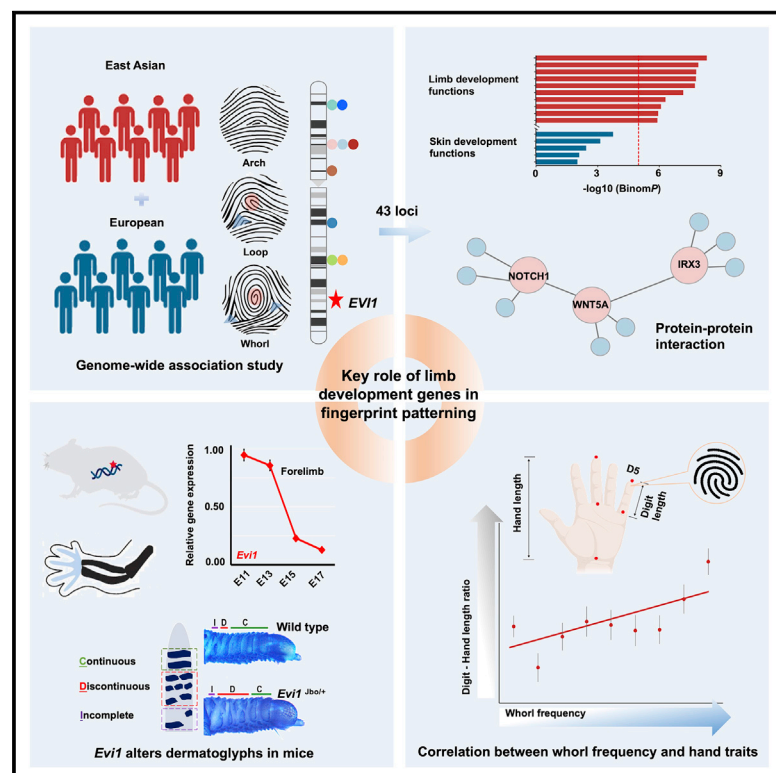 East Asian
European
Arch
Loop
Whorl
EVI1
Genome-wide association study
43 loci
Limb development
functions
Skin development
functions
0
3
6
9
-log10 (BinomP)
NOTCH1
WNT5A
IRX3
Protein-protein
interaction
Key role of limb
development genes in
fingerprint patterning
Relative gene expression
1.00
0.50
0.00
Forelimb
Evi1
E11
E13
E15
E17
Continuous
Discontinuous
Incomplete
I D C
Wild type
I D C
Evi1 Jbo/+
Evi1 alters dermatoglyphs in mice
Hand length
D5
Digit
length
Digit - Hand length ratio
Whorl frequency
Correlation between whorl frequency and hand traits